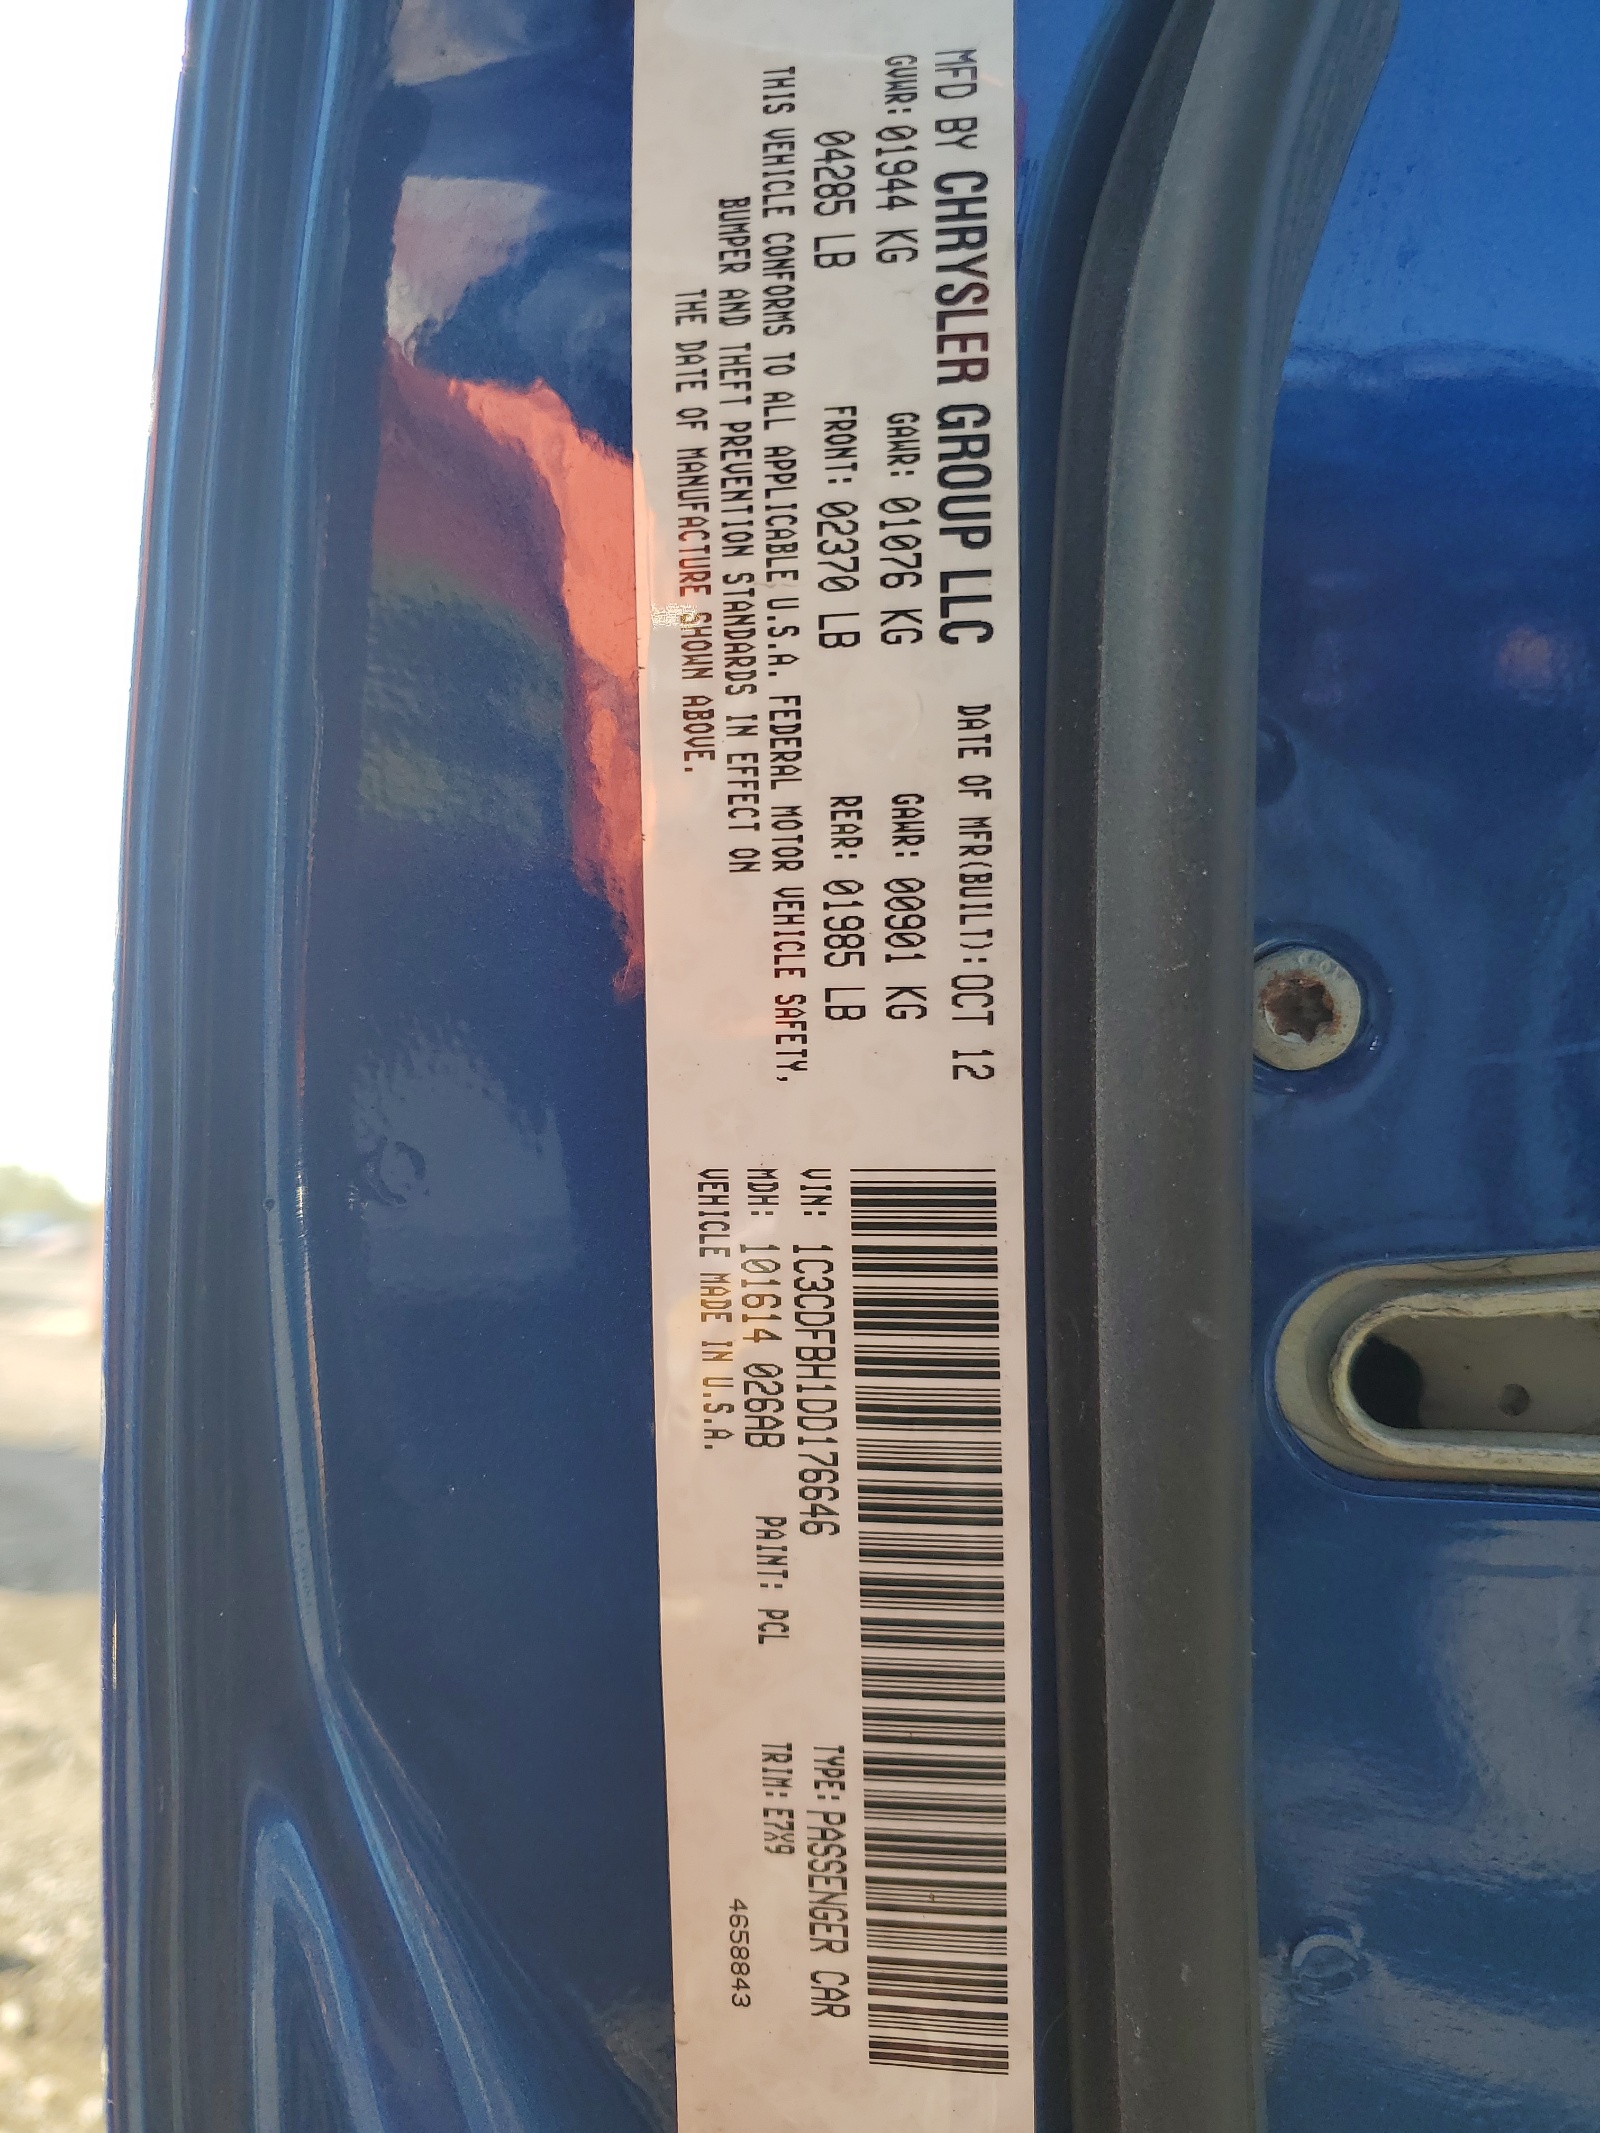 MFD BY CHRYSLER GROUP LLC DATE OF MFR(BUILT):OCT 12
GVWR: 01944 KG GAWR: 01076 KG GAWR: 00901 KG
04285 LB FRONT: 02370 LB REAR: 01985 LB
THIS VEHICLE CONFORMS TO ALL APPLICABLE U.S.A. FEDERAL MOTOR VEHICLE SAFETY,
BUMPER AND THEFT PREVENTION STANDARDS IN EFFECT ON
THE DATE OF MANUFACTURE SHOWN ABOVE.
VIN: 1C3CDFBH1DD176646 TYPE: PASSENGER CAR
MDH: 101614 026AB PAINT: PCL TRIM: E7X9
VEHICLE MADE IN U.S.A. 4658843